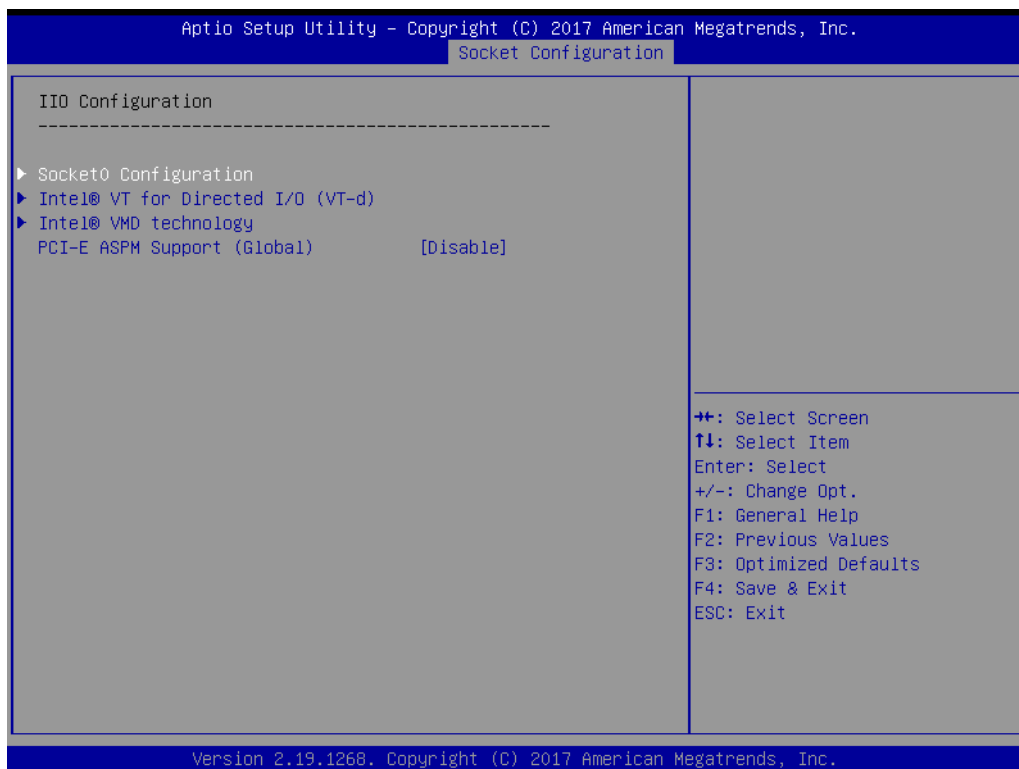 Aptio Setup Utility – Copyright (C) 2017 American Megatrends, Inc.
Socket Configuration
IIO Configuration
--------------------------------------------------
Socket0 Configuration
Intel® VT for Directed I/O (VT-d)
Intel® VMD technology
PCI-E ASPM Support (Global) [Disable]
→←: Select Screen
↑↓: Select Item
Enter: Select
+/-: Change Opt.
F1: General Help
F2: Previous Values
F3: Optimized Defaults
F4: Save & Exit
ESC: Exit
Version 2.19.1268. Copyright (C) 2017 American Megatrends, Inc.